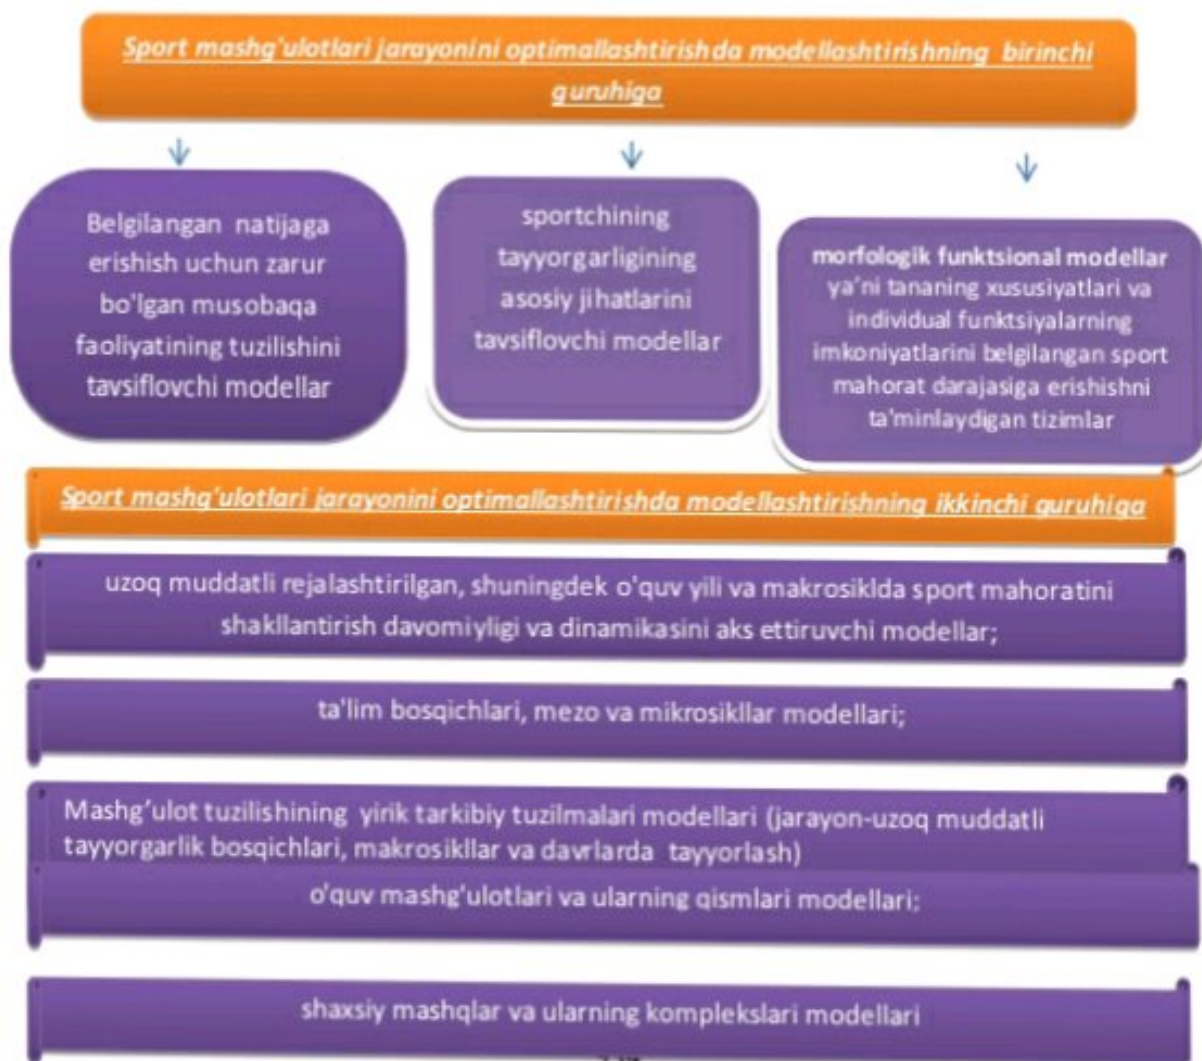 Sport mashg'ulotlari jarayonini optimallashtirishda modellashtirishning birinchi
guruhiga
Belgilangan natijaga
erishish uchun zarur
bo'lgan musobaqa
faoliyatining tuzilishini
tavsiflovchi modellar
sportchining
tayyorgarligining
asosiy jihatlarini
tavsiflovchi modellar
morfologik funktsional modellar
ya'ni tananing xususiyatlari va
individual funktsiyalarning
imkoniyatlarini belgilangan sport
mahorat darajasiga erishishni
ta'minlaydigan tizimlar
Sport mashg'ulotlari jarayonini optimallashtirishda modellashtirishning ikkinchi guruhiga
uzoq muddatli rejalashtirilgan, shuningdek o'quv yili va makrosiklda sport mahoratini
shakllantirish davomiyligi va dinamikasini aks ettiruvchi modellar;
ta'lim bosqichlari, mezo va mikrosikllar modellari;
Mashg'ulot tuzilishining yirik tarkibiy tuzilmalari modellari (jarayon-uzoq muddatli
tayyorgarlik bosqichlari, makrosikllar va davrlarda tayyorlash)
o'quv mashg'ulotlari va ularning qismlari modellari;
shaxsiy mashqlar va ularning komplekslari modellari